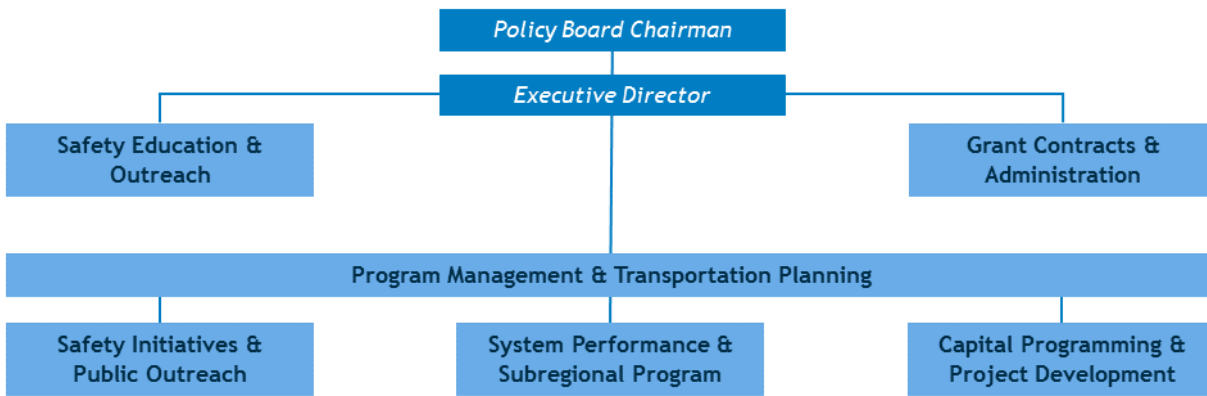 Policy Board Chairman
Executive Director
Safety Education &
Outreach
Grant Contracts &
Administration
Program Management & Transportation Planning
Safety Initiatives &
Public Outreach
System Performance &
Subregional Program
Capital Programming &
Project Development